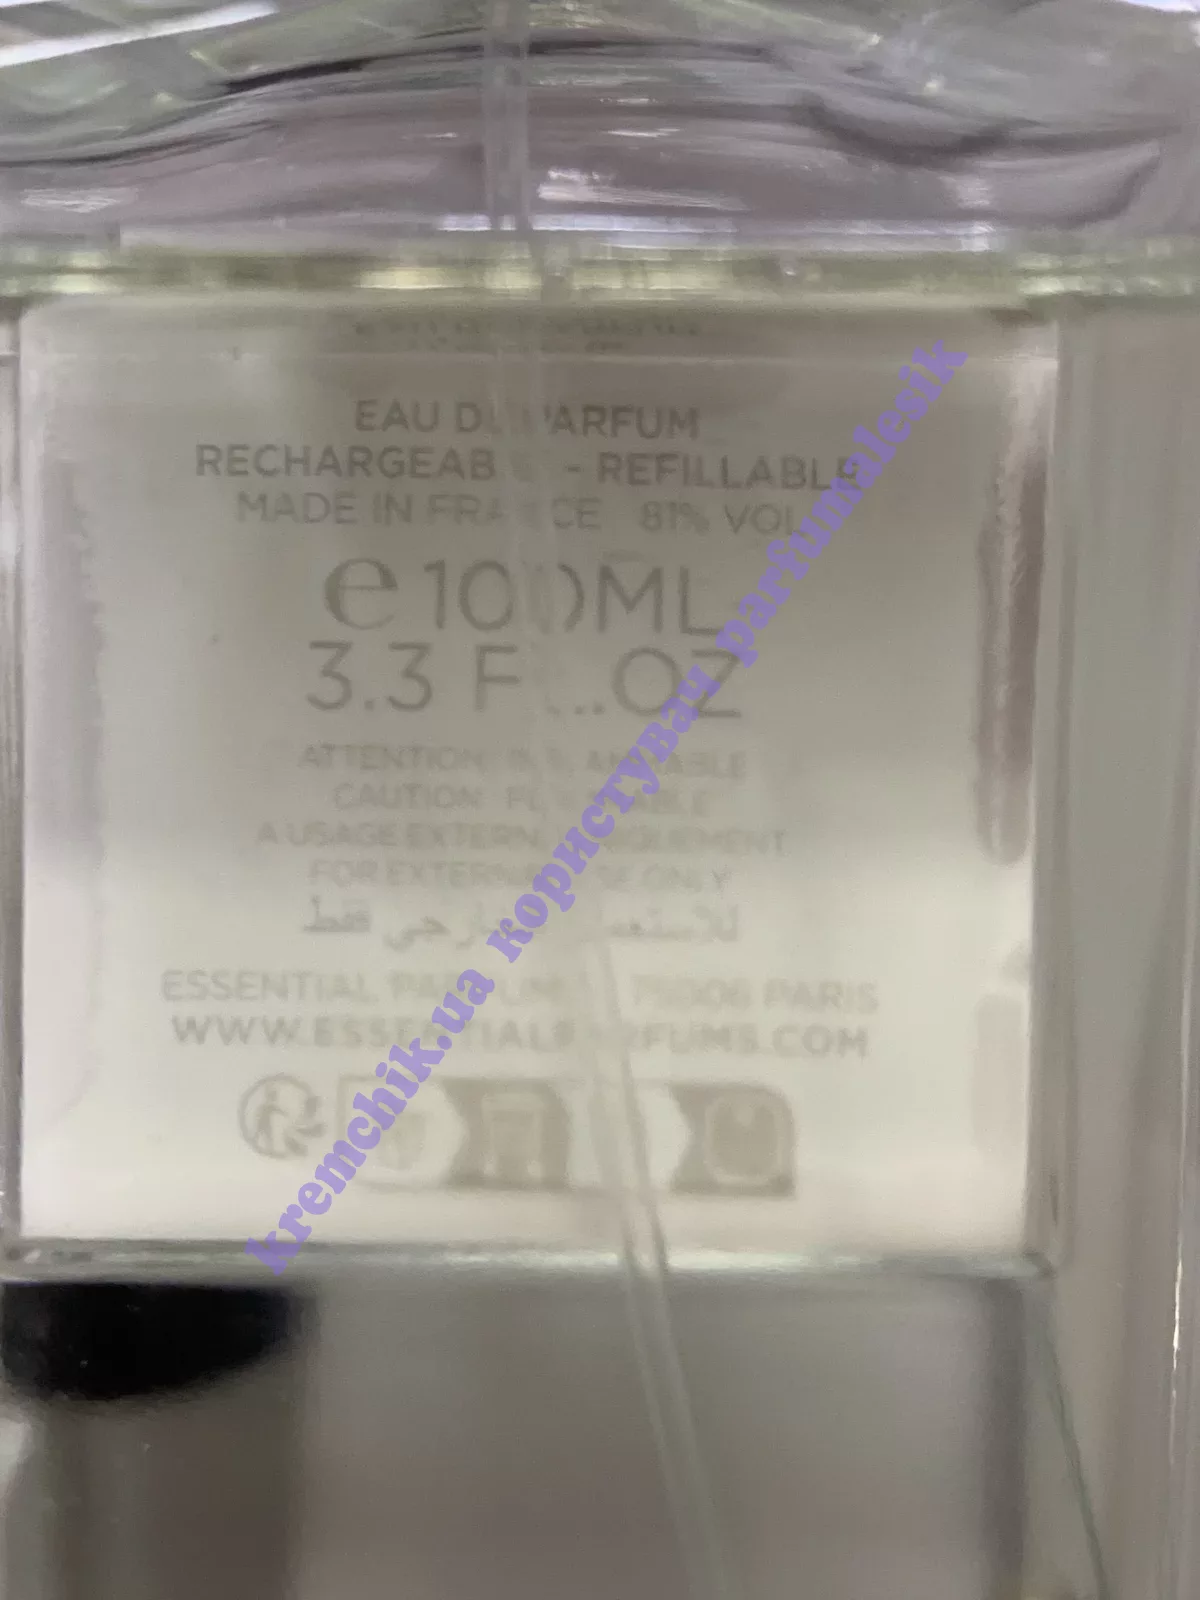 EAU DE PARFUM
RECHARGEABLE - REFILLABLE
MADE IN FRANCE 81% VOL
e 100ML
3.3 FL.OZ
ATTENTION: INFLAMMABLE
CAUTION: FLAMMABLE
A USAGE EXTERNE UNIQUEMENT
FOR EXTERNAL USE ONLY
للاستعمال الخارجي فقط
ESSENTIAL PARFUMS 75006 PARIS
WWW.ESSENTIALPARFUMS.COM
kremchik.ua користувач parfumalesik